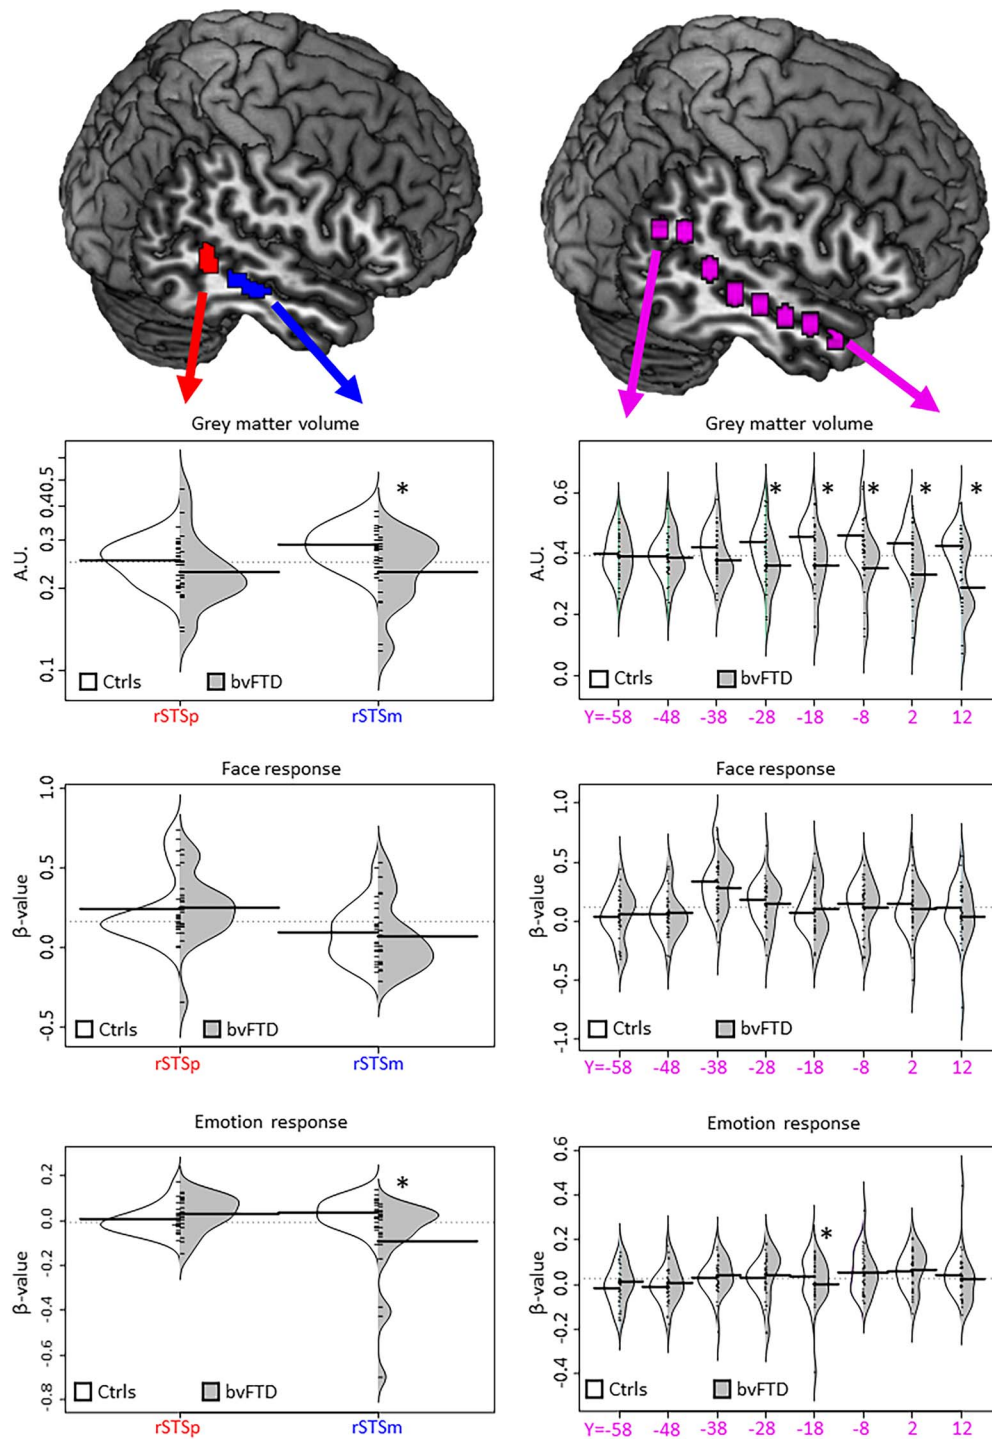 Grey matter volume
A.U.
0.5
0.40
0.3
0.2
0.1
*
Ctrls bvFTD
rSTSp rSTSm
Grey matter volume
A.U.
0.6
0.4
0.2
0.0
* * * * *
Ctrls bvFTD
Y=-58 -48 -38 -28 -18 -8 2 12
Face response
β-value
1.0
0.5
0.0
-0.5
Ctrls bvFTD
rSTSp rSTSm
Face response
β-value
1.0
0.5
0.0
-0.5
-1.0
Ctrls bvFTD
Y=-58 -48 -38 -28 -18 -8 2 12
Emotion response
β-value
0.2
0.0
-0.2
-0.4
-0.6
-0.8
*
Ctrls bvFTD
rSTSp rSTSm
Emotion response
β-value
0.6
0.4
0.2
0.0
-0.2
-0.4
*
Ctrls bvFTD
Y=-58 -48 -38 -28 -18 -8 2 12